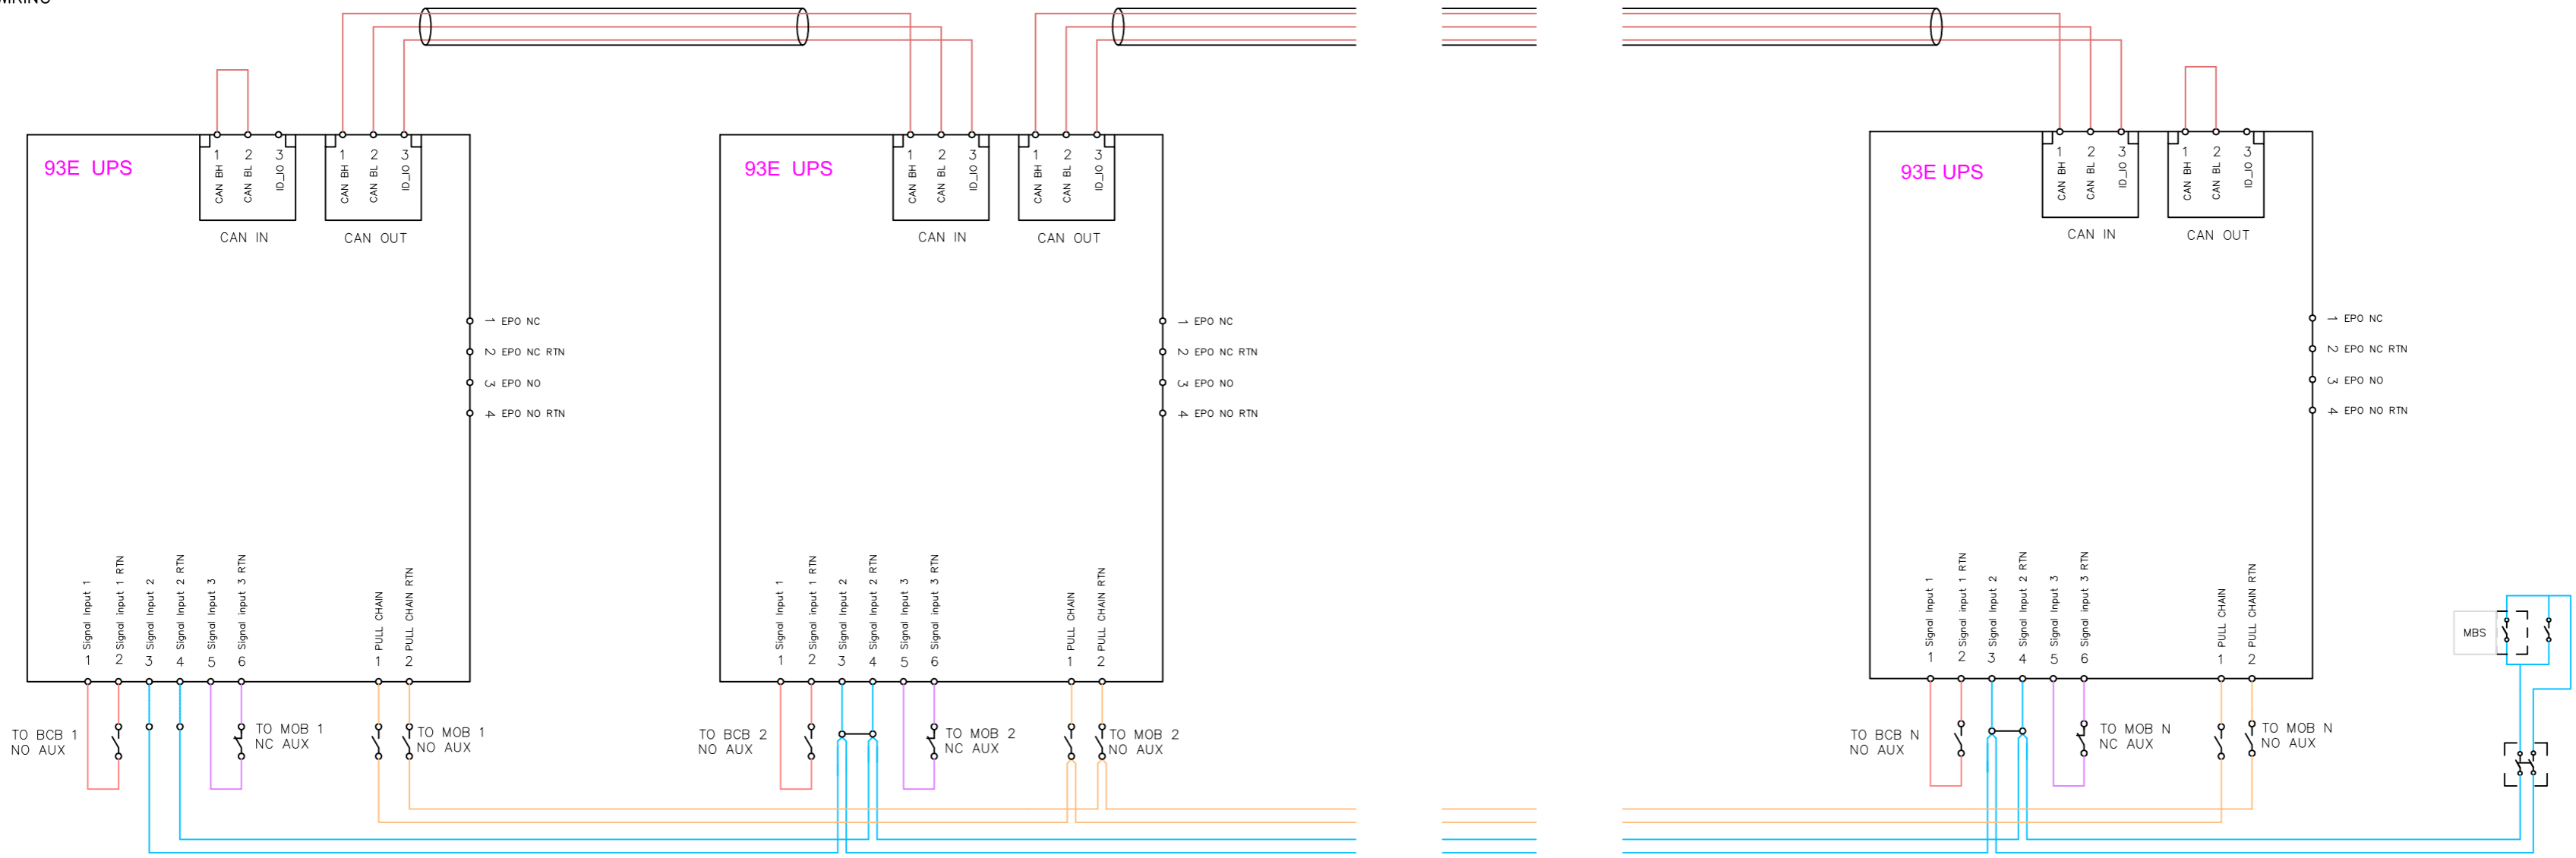 WIRING
93E UPS
1
2
3
CAN BH
CAN BL
ID_IO
CAN IN
1
2
3
CAN BH
CAN BL
ID_IO
CAN OUT
1 EPO NC
2 EPO NC RTN
3 EPO NO
4 EPO NO RTN
1 Signal Input 1
2 Signal input 1 RTN
3 Signal Input 2
4 Signal Input 2 RTN
5 Signal Input 3
6 Signal input 3 RTN
1 PULL CHAIN
2 PULL CHAIN RTN
TO BCB 1
NO AUX
TO MOB 1
NC AUX
TO MOB 1
NO AUX
93E UPS
1
2
3
CAN BH
CAN BL
ID_IO
CAN IN
1
2
3
CAN BH
CAN BL
ID_IO
CAN OUT
1 EPO NC
2 EPO NC RTN
3 EPO NO
4 EPO NO RTN
1 Signal Input 1
2 Signal input 1 RTN
3 Signal Input 2
4 Signal Input 2 RTN
5 Signal Input 3
6 Signal input 3 RTN
1 PULL CHAIN
2 PULL CHAIN RTN
TO BCB 2
NO AUX
TO MOB 2
NC AUX
TO MOB 2
NO AUX
93E UPS
1
2
3
CAN BH
CAN BL
ID_IO
CAN IN
1
2
3
CAN BH
CAN BL
ID_IO
CAN OUT
1 EPO NC
2 EPO NC RTN
3 EPO NO
4 EPO NO RTN
1 Signal Input 1
2 Signal input 1 RTN
3 Signal Input 2
4 Signal Input 2 RTN
5 Signal Input 3
6 Signal input 3 RTN
1 PULL CHAIN
2 PULL CHAIN RTN
TO BCB N
NO AUX
TO MOB N
NC AUX
TO MOB N
NO AUX
MBS